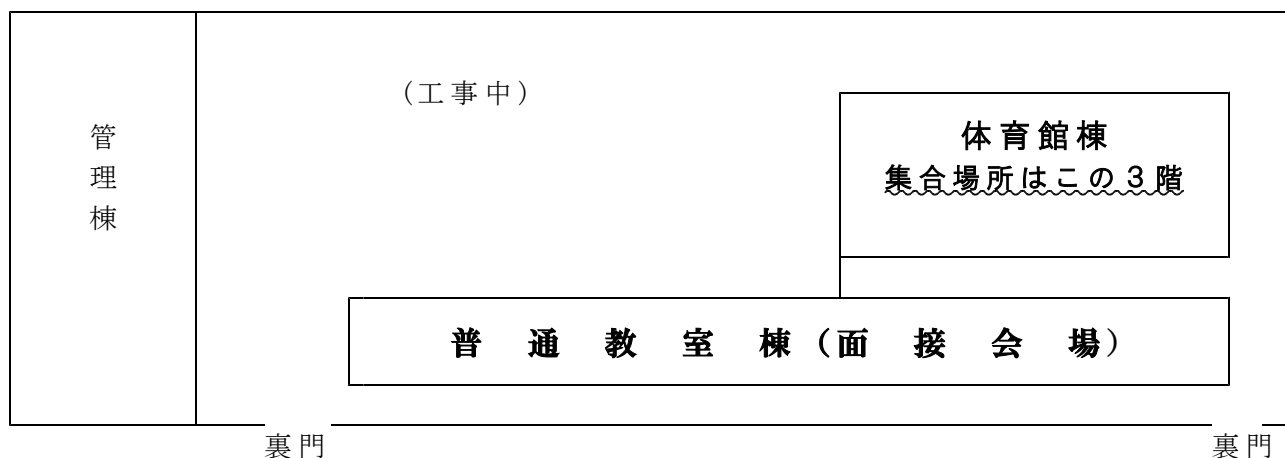 (工事中)
管理棟
体育館棟
集合場所はこの3階
普通教室棟(面接会場)
裏門
裏門